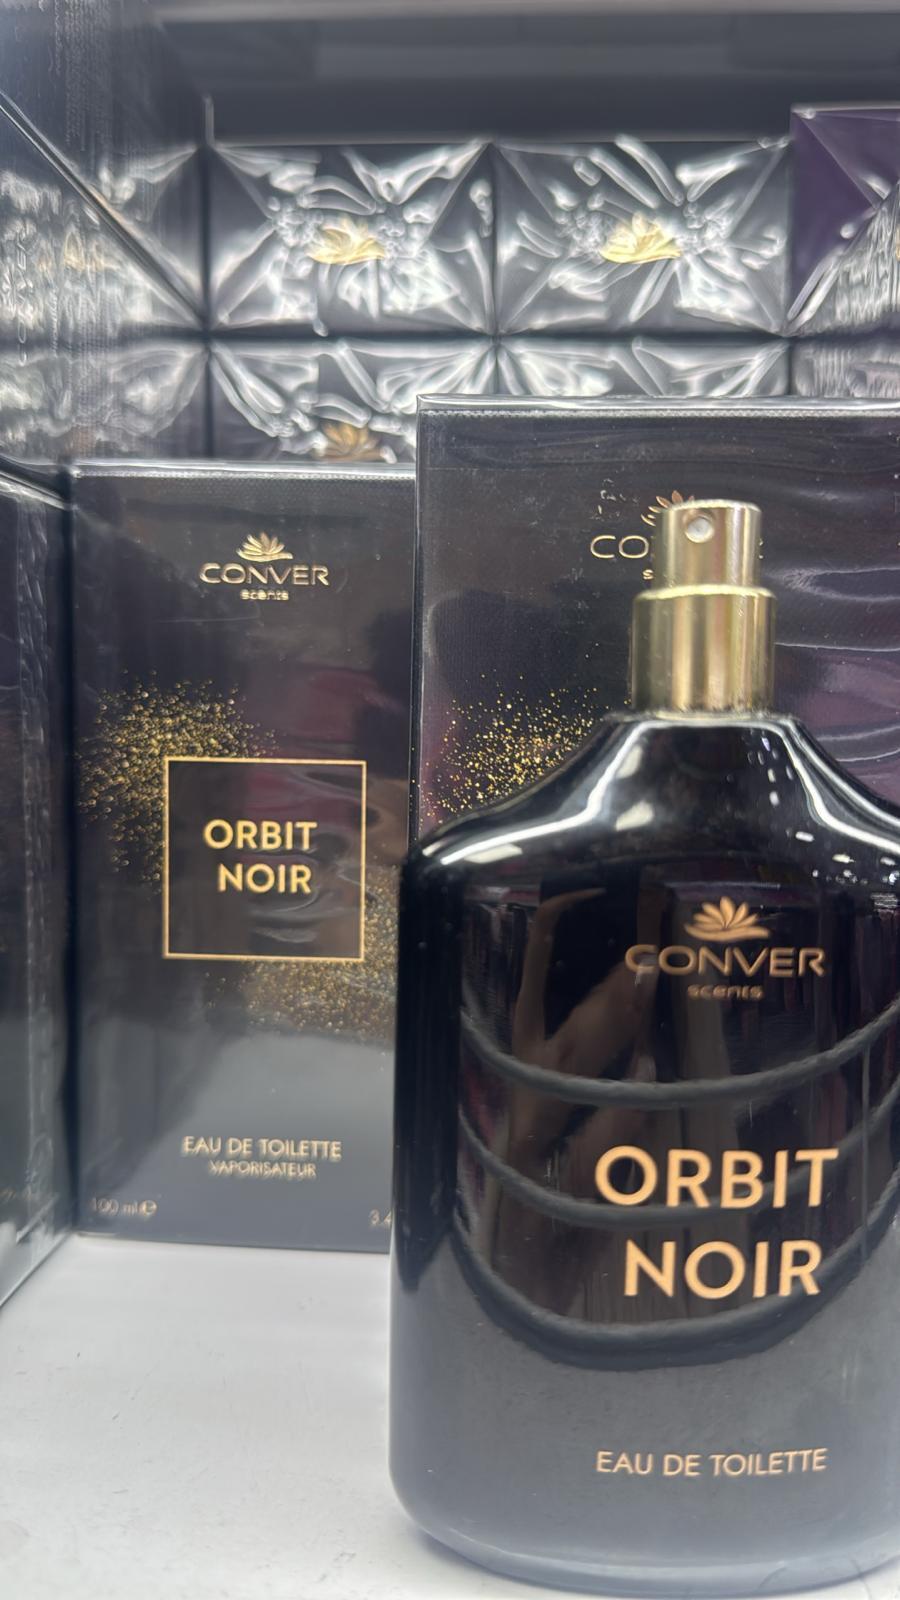 CONVER
scents
ORBIT
NOIR
EAU DE TOILETTE
VAPORISATEUR
100 ml e
CONVER
scents
ORBIT
NOIR
EAU DE TOILETTE